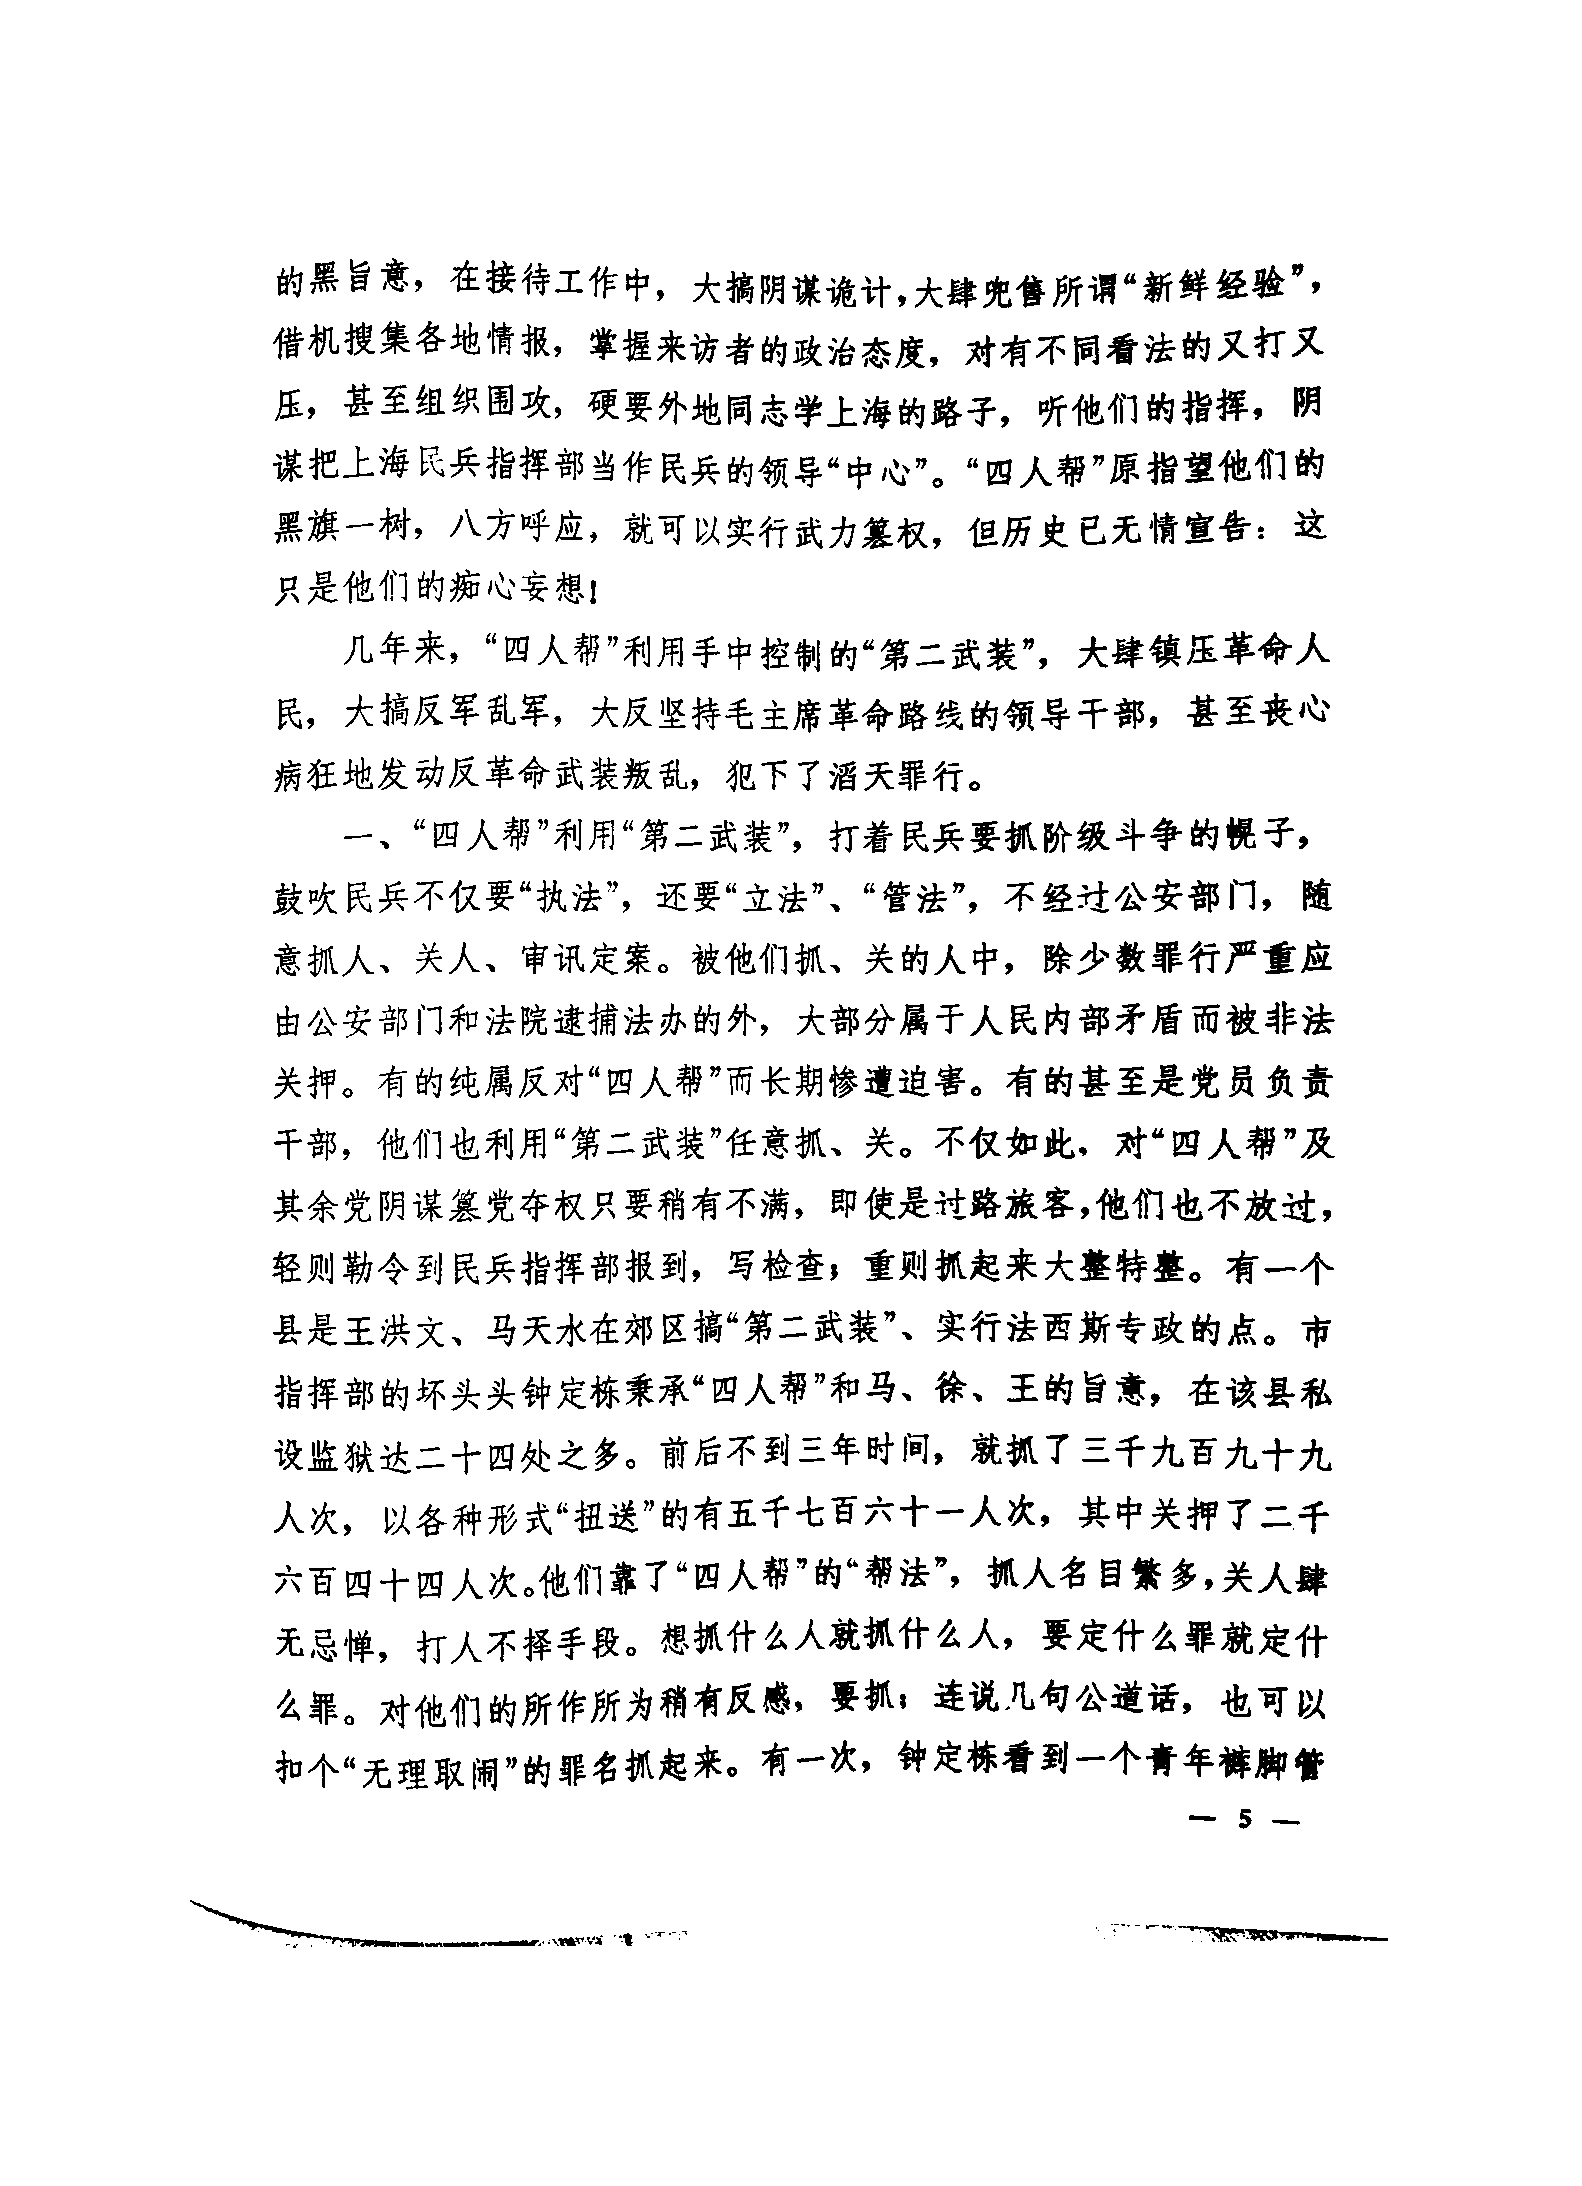 的黑旨意，在接待工作中，大搞阴谋诡计，大肆兜售所谓“新鲜经验”，
借机搜集各地情报，掌握来访者的政治态度，对有不同看法的又打又
压，甚至组织围攻，硬要外地同志学上海的路子，听他们的指挥，阴
谋把上海民兵指挥部当作民兵的领导“中心”。“四人帮”原指望他们的
黑旗一树，八方呼应，就可以实行武力篡权，但历史已无情宣告：这
只是他们的痴心妄想！
几年来，“四人帮”利用手中控制的“第二武装”，大肆镇压革命人
民，大搞反军乱军，大反坚持毛主席革命路线的领导干部，甚至丧心
病狂地发动反革命武装叛乱，犯下了滔天罪行。
一、“四人帮”利用“第二武装”，打着民兵要抓阶级斗争的幌子，
鼓吹民兵不仅要“执法”，还要“立法”、“管法”，不经过公安部门，随
意抓人、关人、审讯定案。被他们抓、关的人中，除少数罪行严重应
由公安部门和法院逮捕法办的外，大部分属于人民内部矛盾而被非法
关押。有的纯属反对“四人帮”而长期惨遭迫害。有的甚至是党员负责
干部，他们也利用“第二武装”任意抓、关。不仅如此，对“四人帮”及
其余党阴谋篡党夺权只要稍有不满，即使是过路旅客，他们也不放过，
轻则勒令到民兵指挥部报到，写检查；重则抓起来大整特整。有一个
县是王洪文、马天水在郊区搞“第二武装”、实行法西斯专政的点。市
指挥部的坏头头钟定栋秉承“四人帮”和马、徐、王的旨意，在该县私
设监狱达二十四处之多。前后不到三年时间，就抓了三千九百九十九
人次，以各种形式“扭送”的有五千七百六十一人次，其中关押了二千
六百四十四人次。他们靠了“四人帮”的“帮法”，抓人名目繁多，关人肆
无忌惮，打人不择手段。想抓什么人就抓什么人，要定什么罪就定什
么罪。对他们的所作所为稍有反感，要抓；连说几句公道话，也可以
扣个“无理取闹”的罪名抓起来。有一次，钟定栋看到一个青年裤脚管
— 5 —